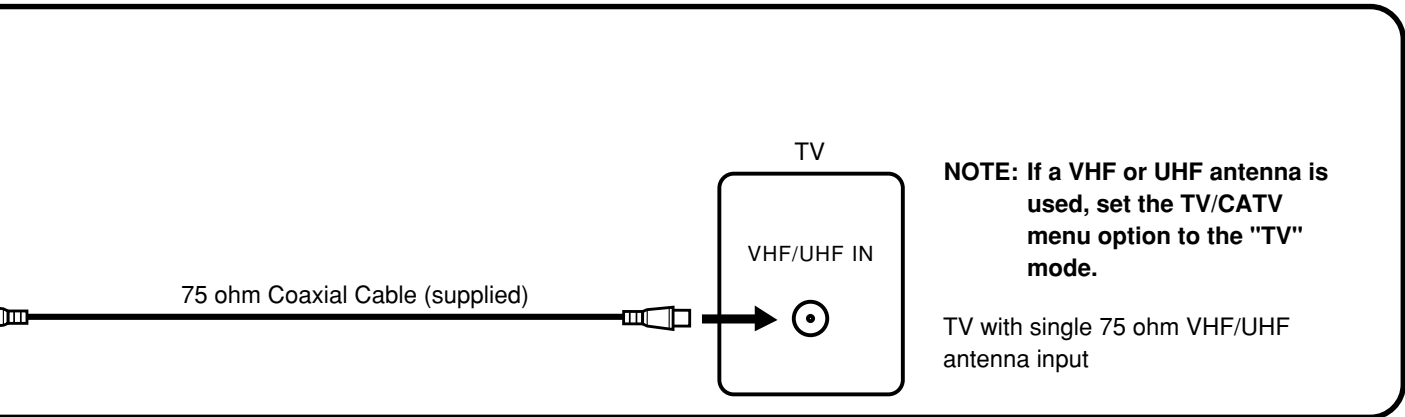 TV
VHF/UHF IN
75 ohm Coaxial Cable (supplied)
NOTE: If a VHF or UHF antenna is
used, set the TV/CATV
menu option to the "TV"
mode.
TV with single 75 ohm VHF/UHF
antenna input